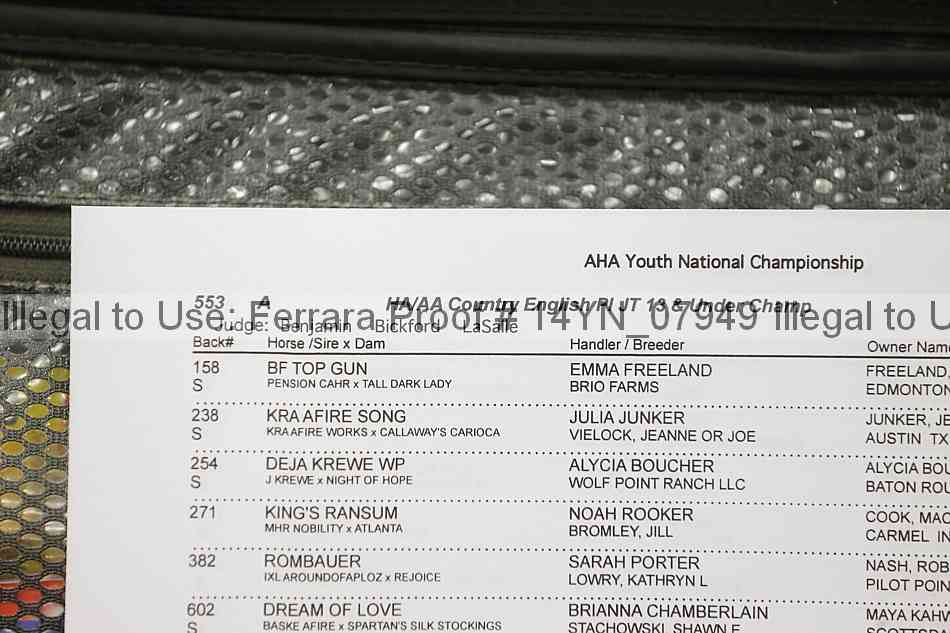 AHA Youth National Championship
553 A HA/AA Country English Pl JT 13 & Under Champ
Illegal to Use: Ferrara Proof # 14YN_07949 Illegal to U
Judge: Benjamin Bickford LaSalle
Back# Horse /Sire x Dam Handler / Breeder Owner Name
158 BF TOP GUN EMMA FREELAND FREELAND,
S PENSION CAHR x TALL DARK LADY BRIO FARMS EDMONTON
238 KRA AFIRE SONG JULIA JUNKER JUNKER, JE
S KRA AFIRE WORKS x CALLAWAY'S CARIOCA VIELOCK, JEANNE OR JOE AUSTIN TX
254 DEJA KREWE WP ALYCIA BOUCHER ALYCIA BOU
S J KREWE x NIGHT OF HOPE WOLF POINT RANCH LLC BATON ROU
271 KING'S RANSUM NOAH ROOKER COOK, MAC
MHR NOBILITY x ATLANTA BROMLEY, JILL CARMEL IN
382 ROMBAUER SARAH PORTER NASH, ROB
IXL AROUNDOFAPLOZ x REJOICE LOWRY, KATHRYN L PILOT POIN
602 DREAM OF LOVE BRIANNA CHAMBERLAIN MAYA KAHW
S BASKE AFIRE x SPARTAN'S SILK STOCKINGS STACHOWSKI, SHAWN F